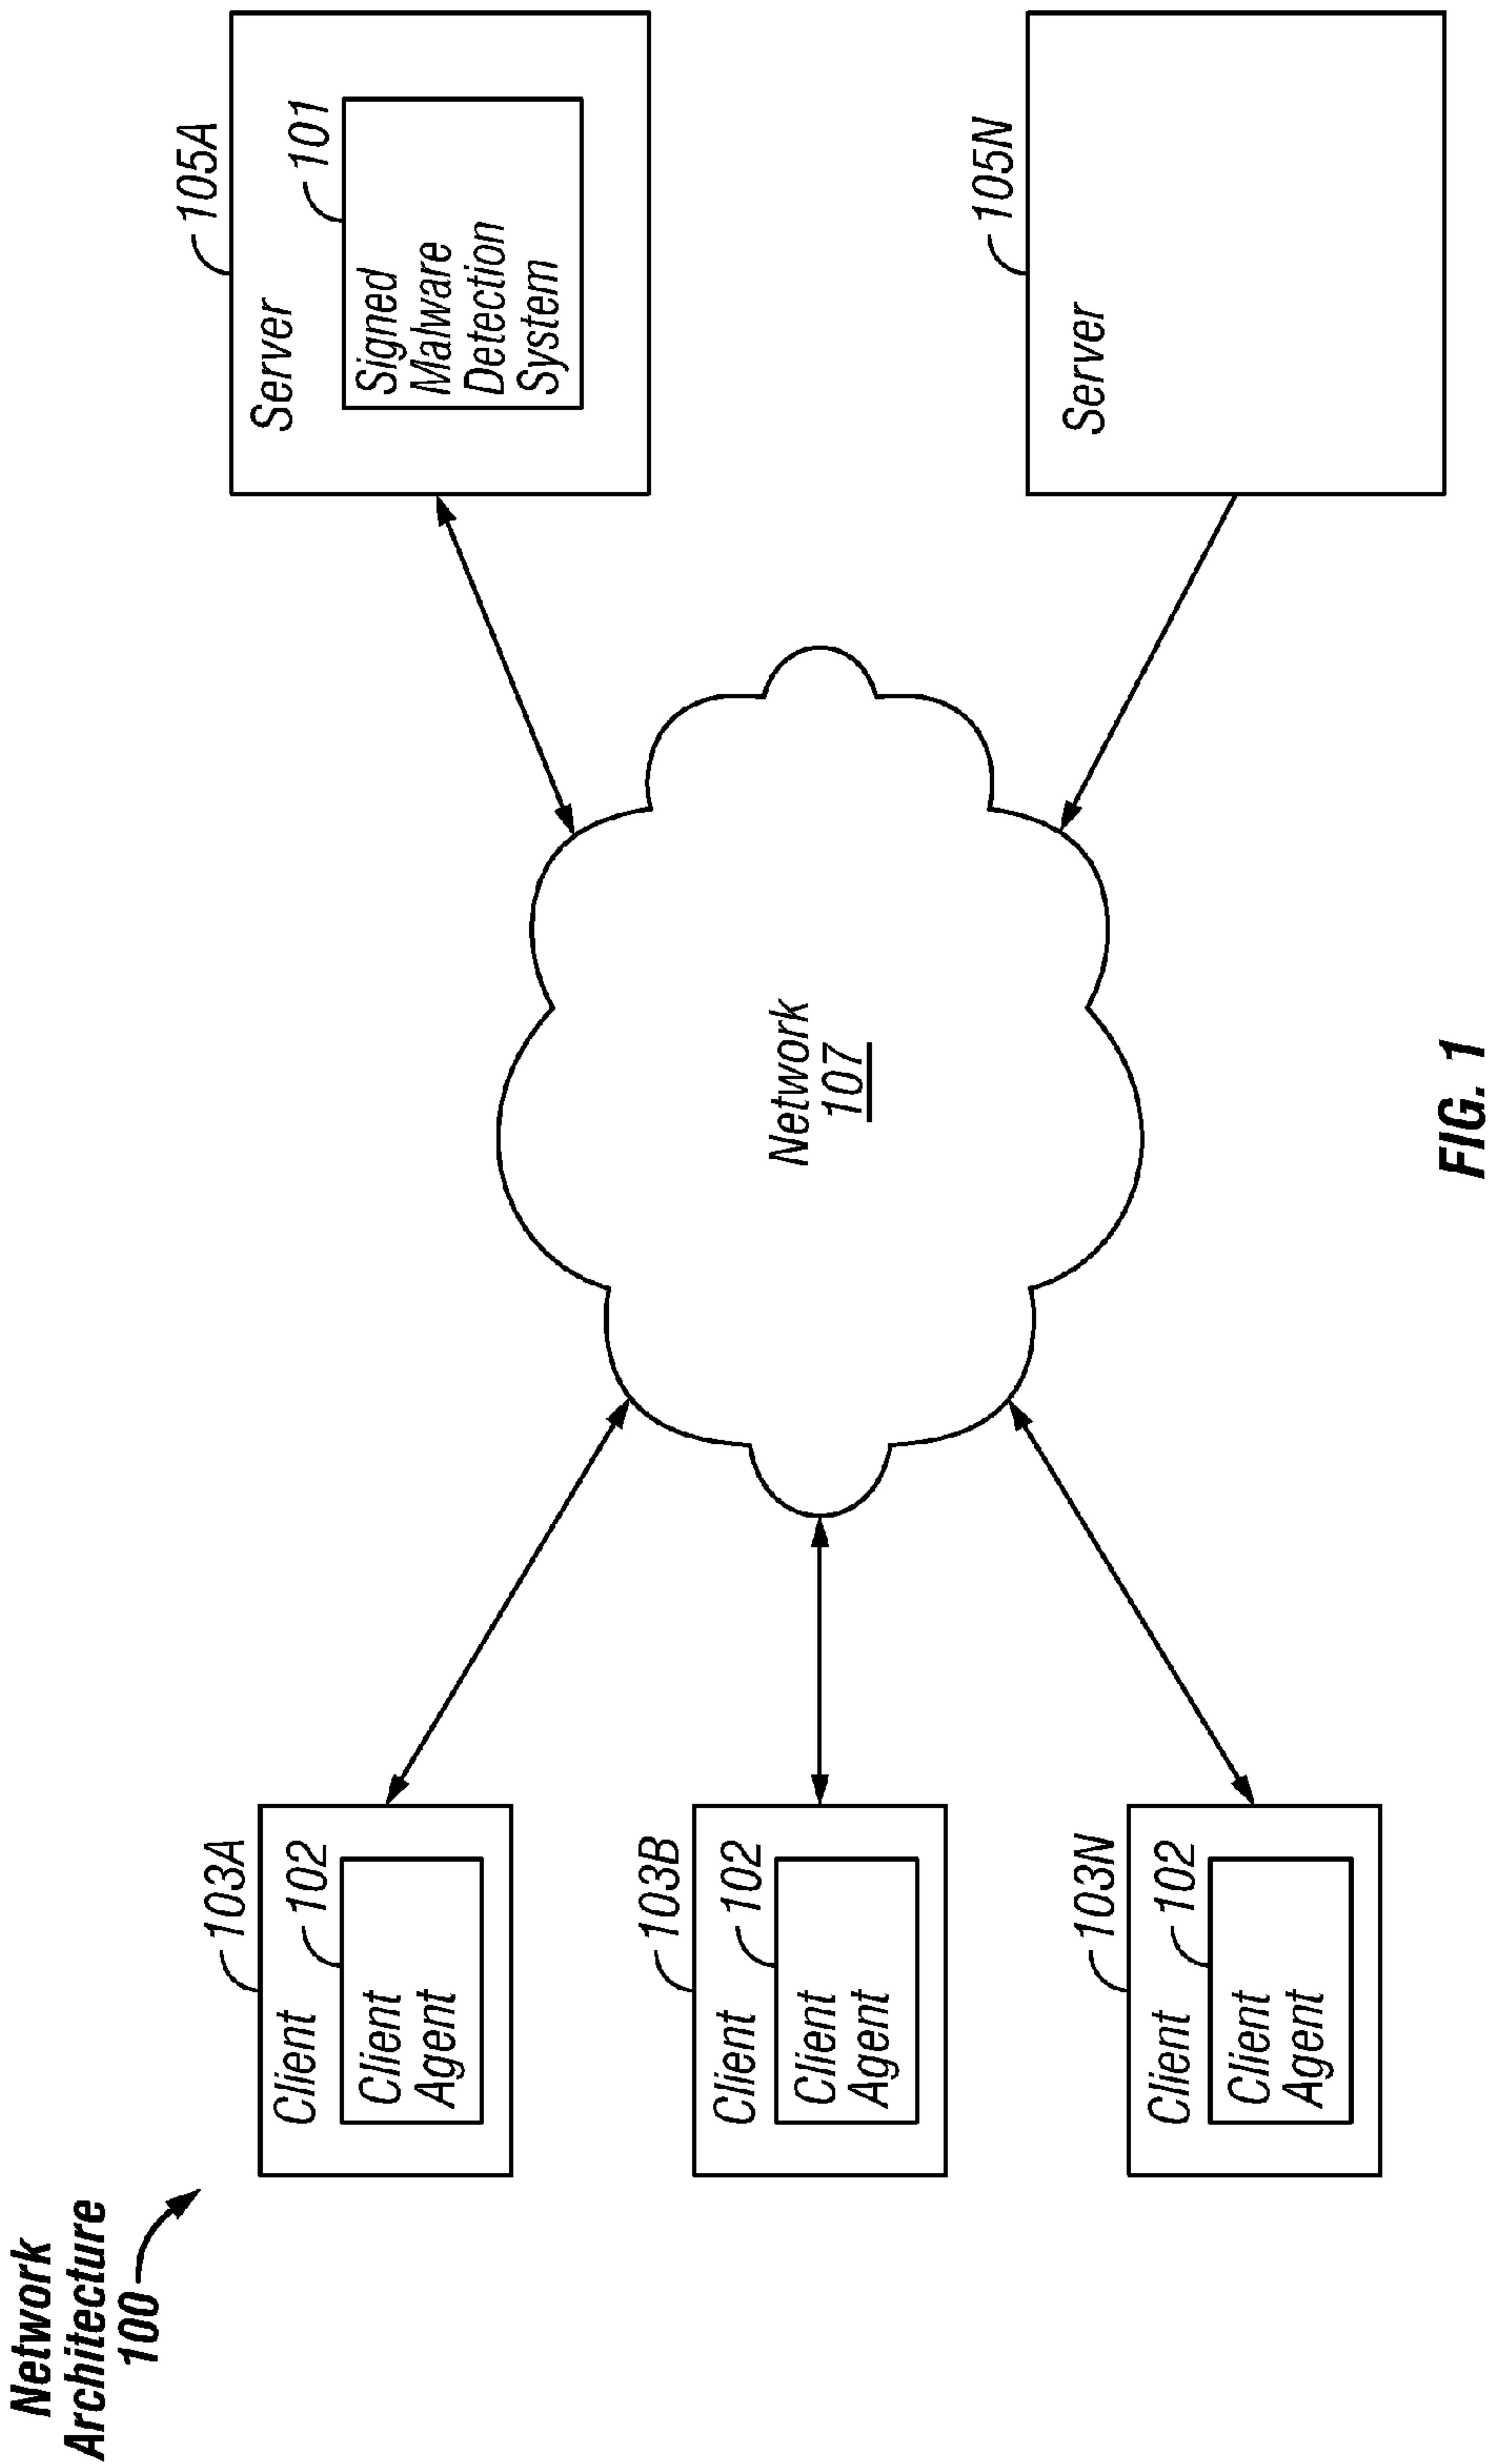 Network
Architecture
100
103A
Client
102
Client
Agent
103B
Client
102
Client
Agent
103N
Client
102
Client
Agent
Network
107
105A
Server
101
Signed
Malware
Detection
System
105N
Server
FIG. 1